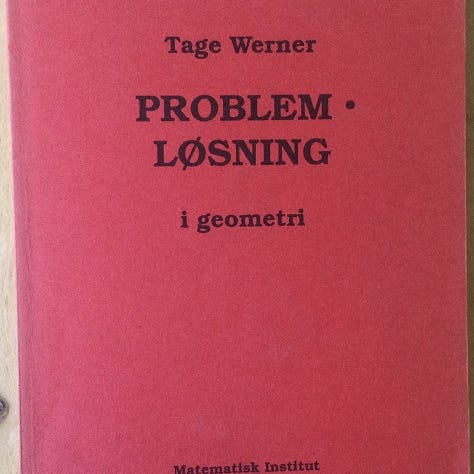 Tage Werner
PROBLEM •
LØSNING
i geometri
Matematisk Institut